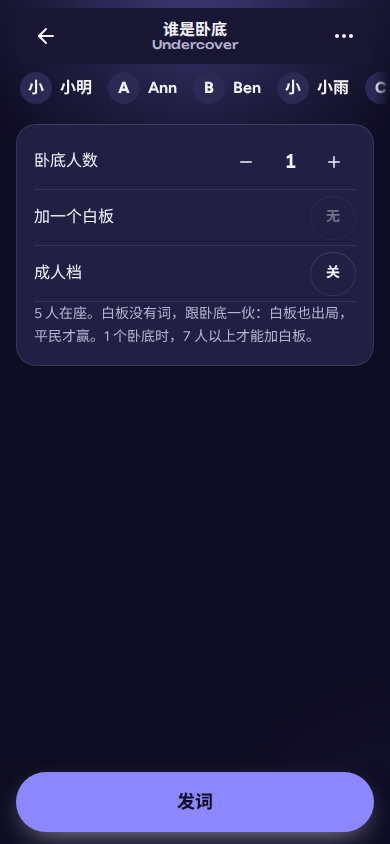 谁是卧底
Undercover
小 小明 A Ann B Ben 小 小雨 C
卧底人数 − 1 +
加一个白板 无
成人档 关
5 人在座。白板没有词，跟卧底一伙：白板也出局，
平民才赢。1 个卧底时，7 人以上才能加白板。
发词